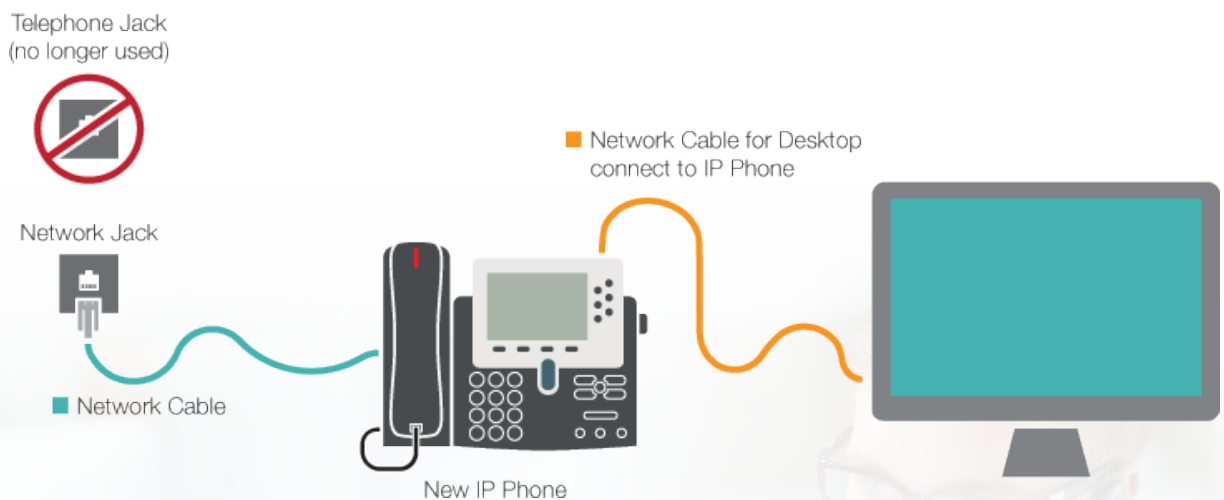 Telephone Jack
(no longer used)
Network Cable for Desktop
connect to IP Phone
Network Jack
Network Cable
New IP Phone